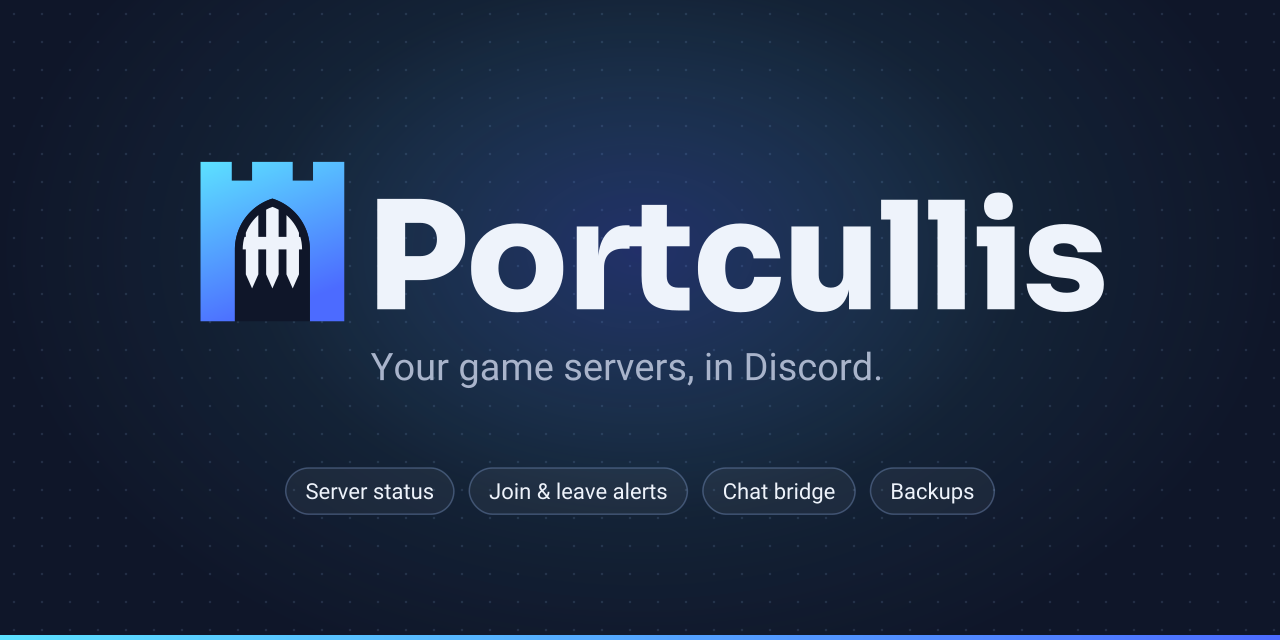 Portcullis
Your game servers, in Discord.
Server status
Join & leave alerts
Chat bridge
Backups